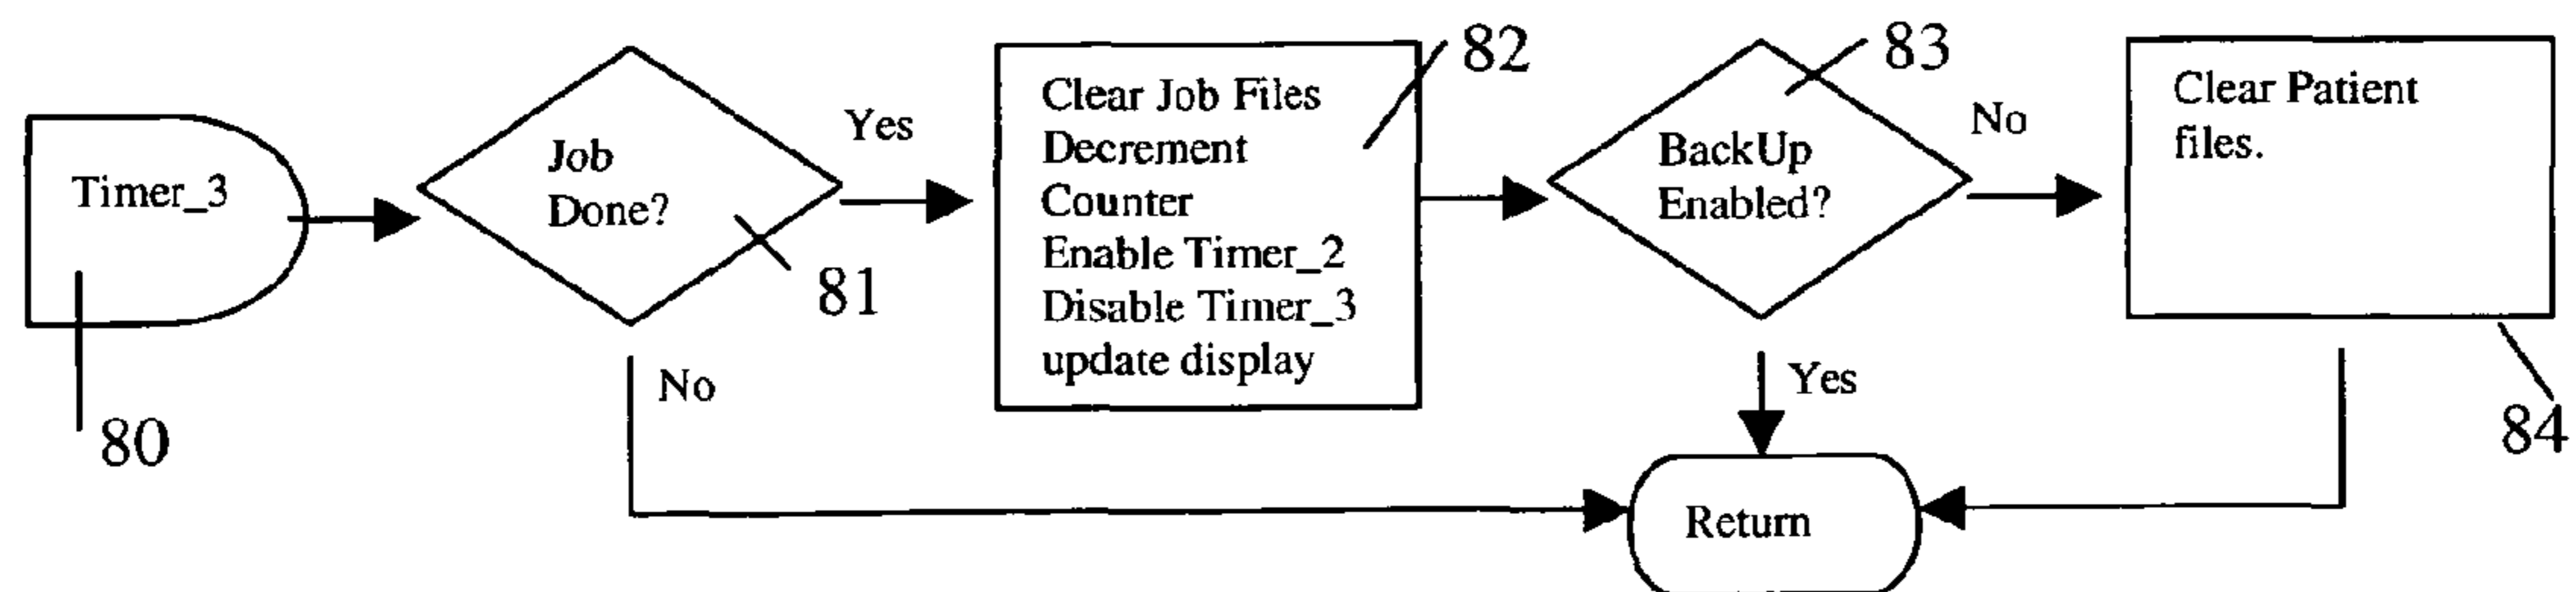 Timer_3
80
Job
Done?
81
Yes
No
Clear Job Files
Decrement
Counter
Enable Timer_2
Disable Timer_3
update display
82
BackUp
Enabled?
83
No
Yes
Clear Patient
files.
84
Return